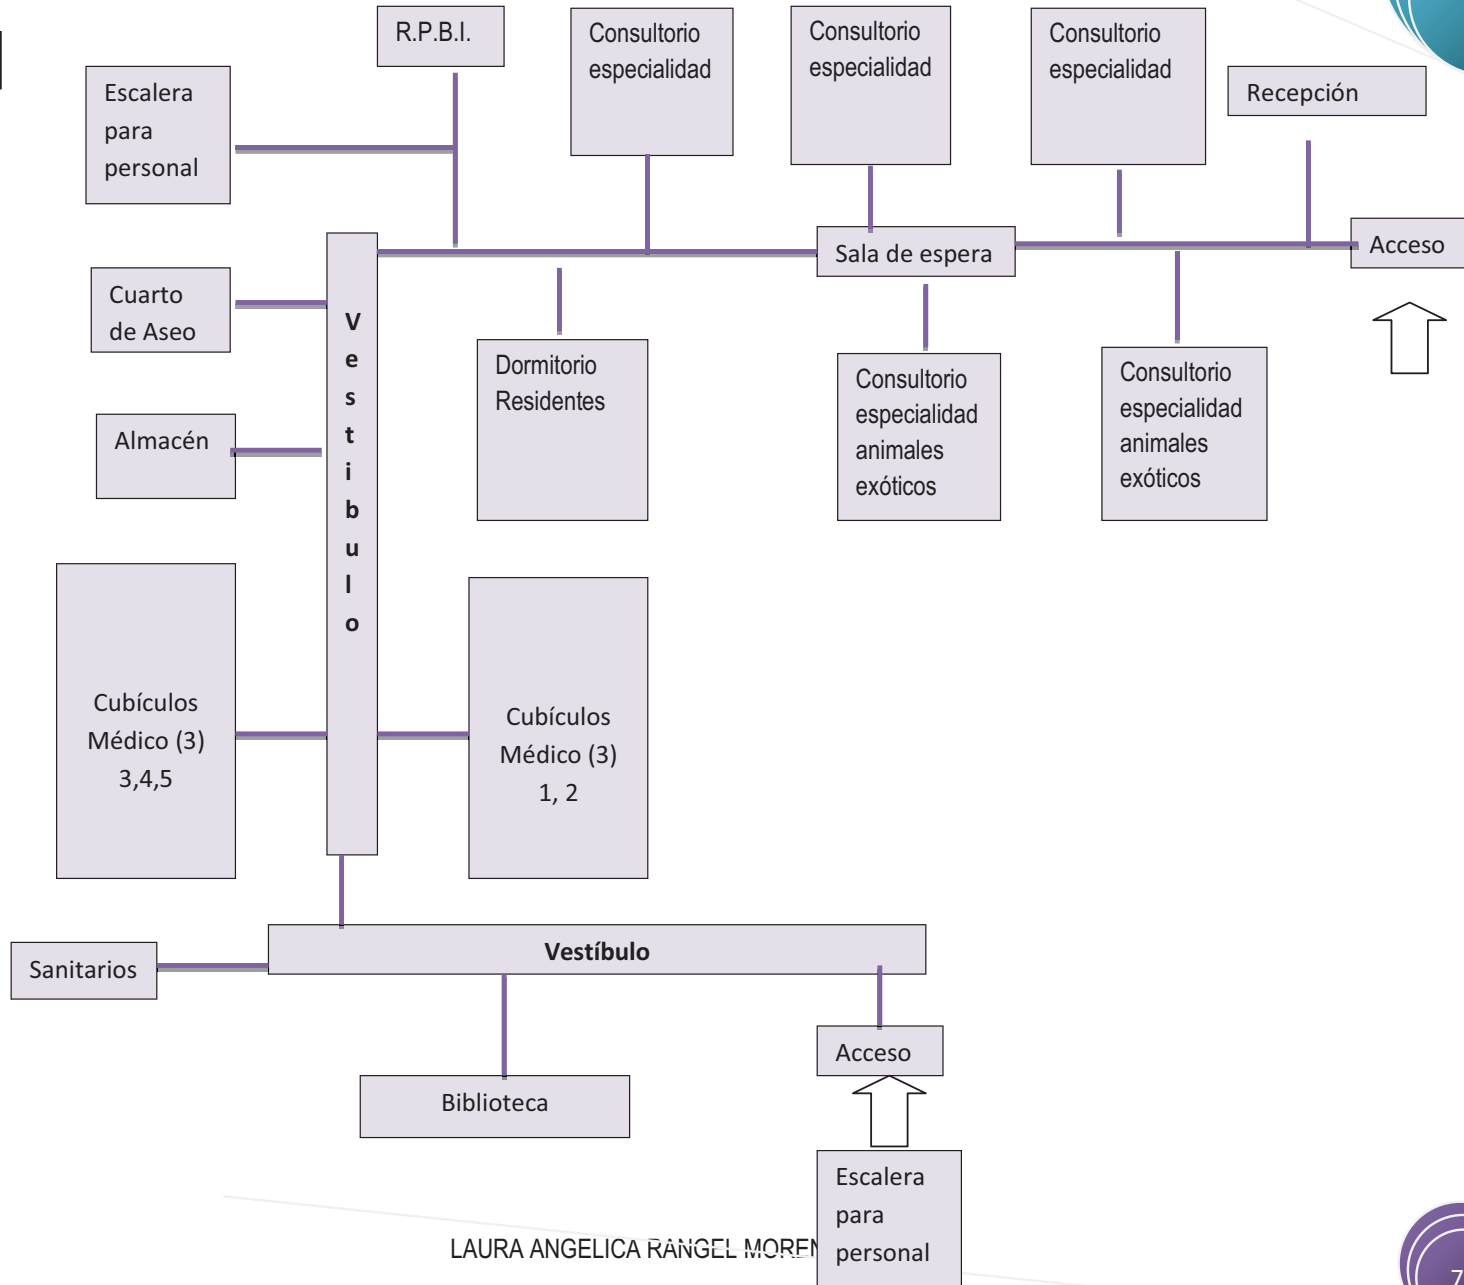 R.P.B.I.
Consultorio
especialidad
Consultorio
especialidad
Consultorio
especialidad
Recepción
Escalera
para
personal
Sala de espera
Acceso
Cuarto
de Aseo
V
e
s
t
i
b
u
l
o
Dormitorio
Residentes
Consultorio
especialidad
animales
exóticos
Consultorio
especialidad
animales
exóticos
Almacén
Cubículos
Médico (3)
3,4,5
Cubículos
Médico (3)
1, 2
Vestíbulo
Sanitarios
Acceso
Biblioteca
Escalera
para
personal
LAURA ANGELICA RANGEL MOREN
7